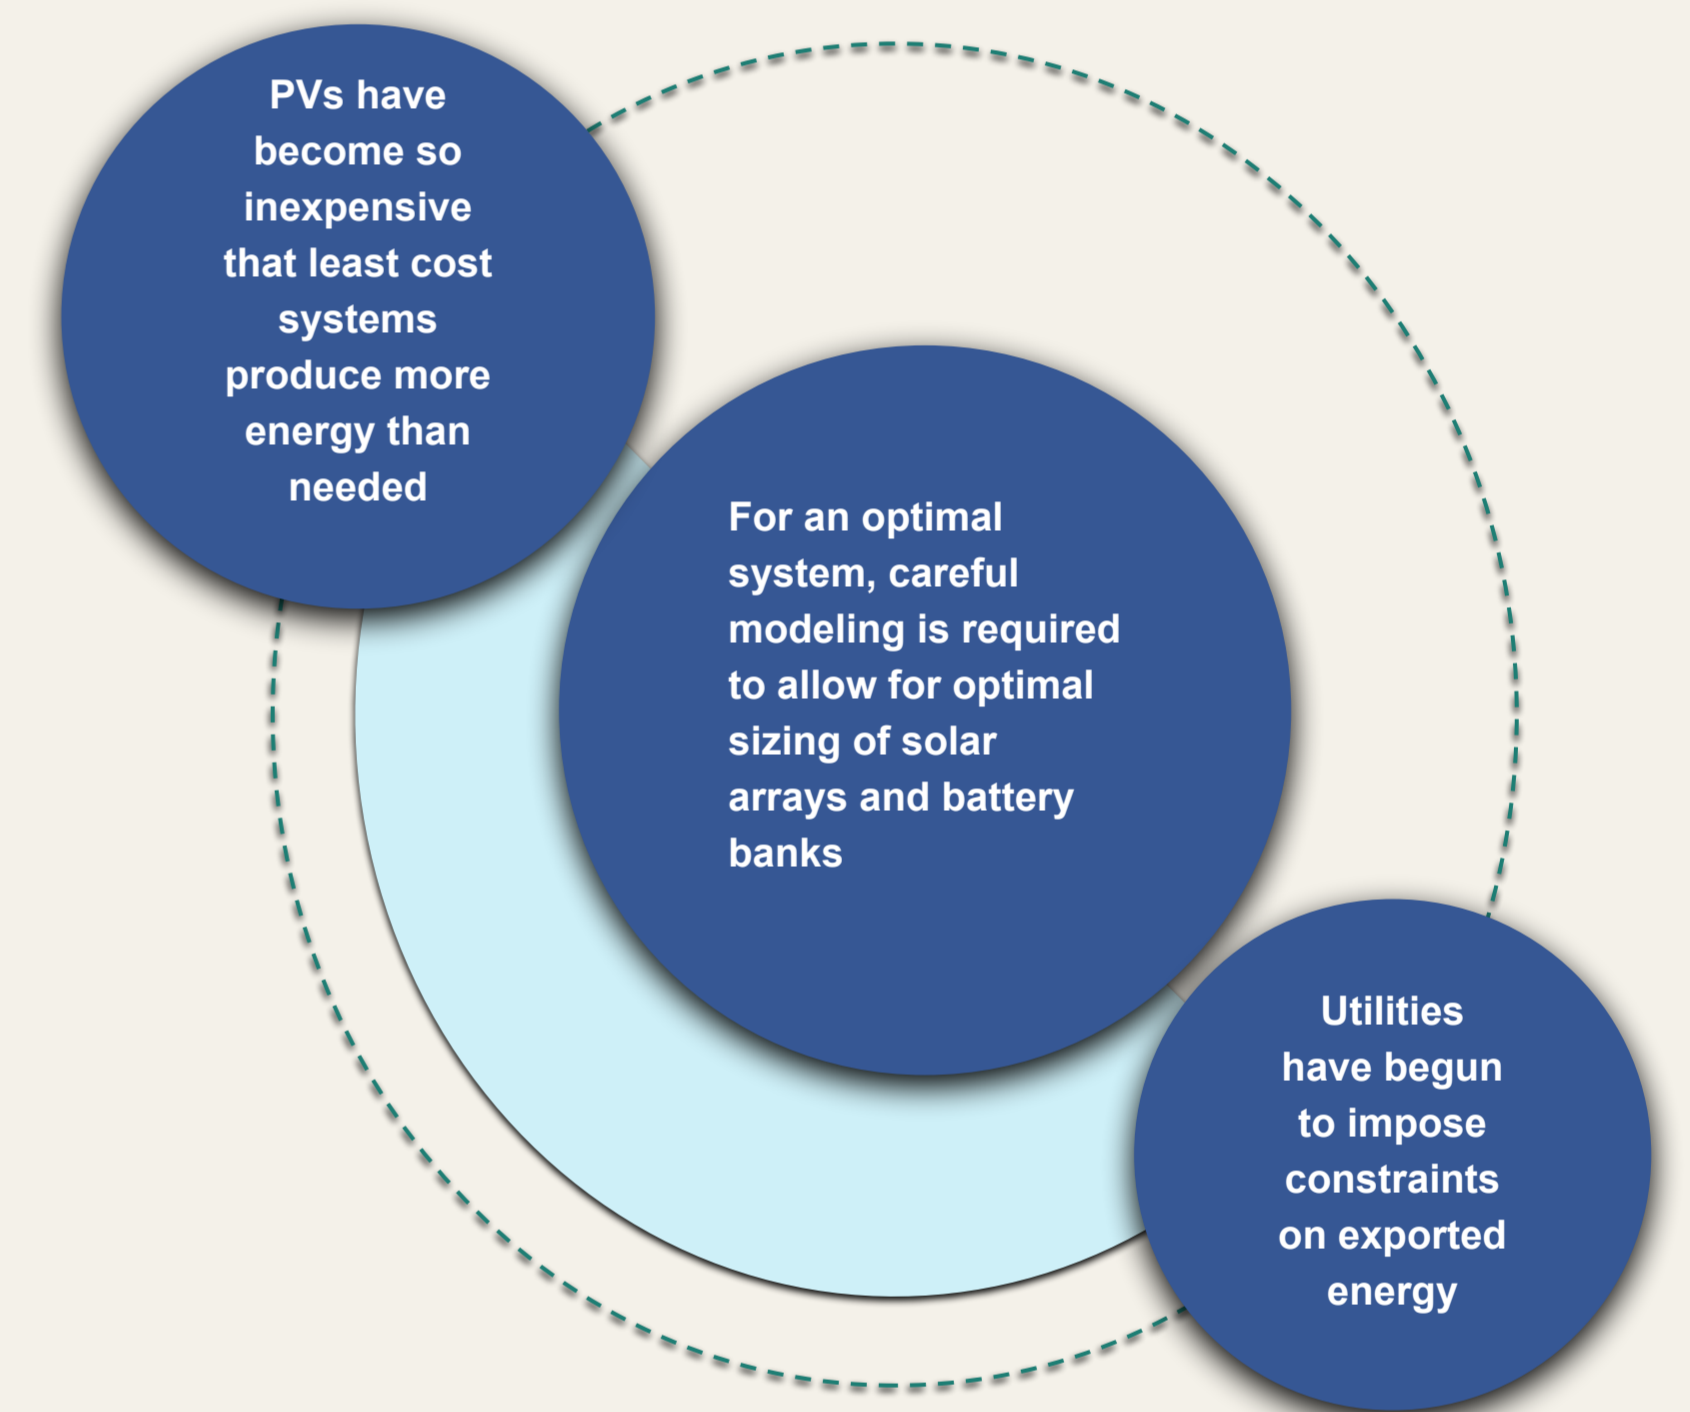 PVs have
become so
inexpensive
that least cost
systems
produce more
energy than
needed
For an optimal
system, careful
modeling is required
to allow for optimal
sizing of solar
arrays and battery
banks
Utilities
have begun
to impose
constraints
on exported
energy